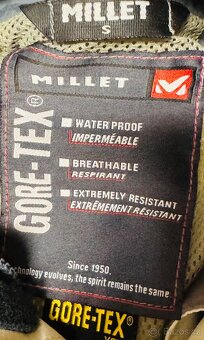 MILLET
S
MILLET
GORE-TEX®
WATER PROOF
IMPERMÉABLE
BREATHABLE
RESPIRANT
EXTREMELY RESISTANT
EXTRÊMEMENT RÉSISTANT
Since 1950,
technology evolves, the spirit remains the same
GORE-TEX